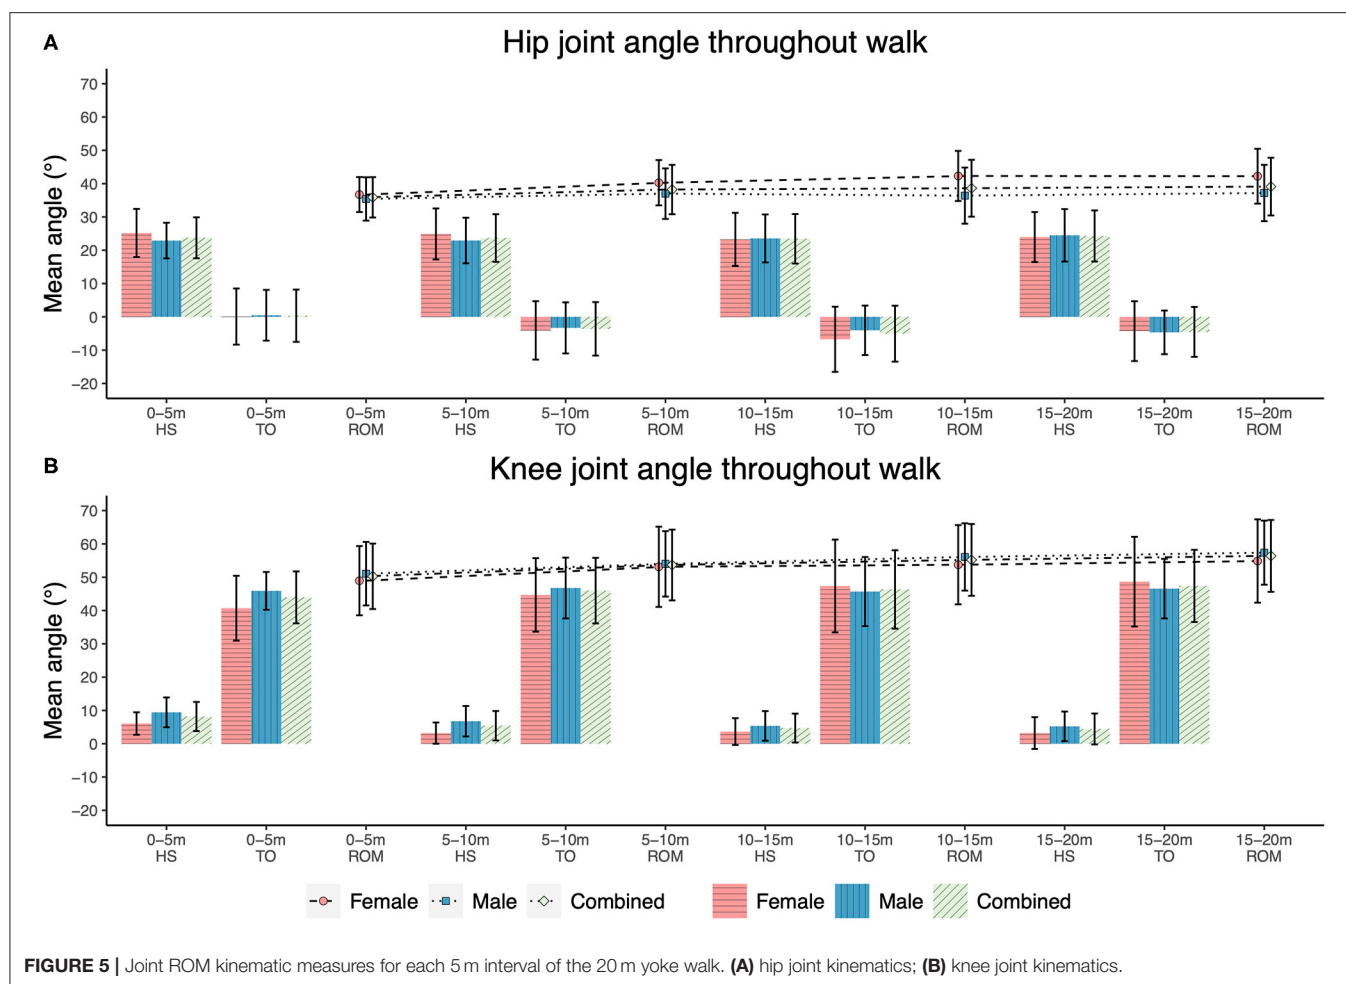 A
Hip joint angle throughout walk
Mean angle (°)
70
60
50
40
30
20
10
0
−10
−20
0−5m 0−5m 0−5m 5−10m 5−10m 5−10m 10−15m 10−15m 10−15m 15−20m 15−20m 15−20m
HS TO ROM HS TO ROM HS TO ROM HS TO ROM
B
Knee joint angle throughout walk
Mean angle (°)
70
60
50
40
30
20
10
0
−10
−20
0−5m 0−5m 0−5m 5−10m 5−10m 5−10m 10−15m 10−15m 10−15m 15−20m 15−20m 15−20m
HS TO ROM HS TO ROM HS TO ROM HS TO ROM
Female Male Combined Female Male Combined
FIGURE 5 | Joint ROM kinematic measures for each 5 m interval of the 20 m yoke walk. (A) hip joint kinematics; (B) knee joint kinematics.